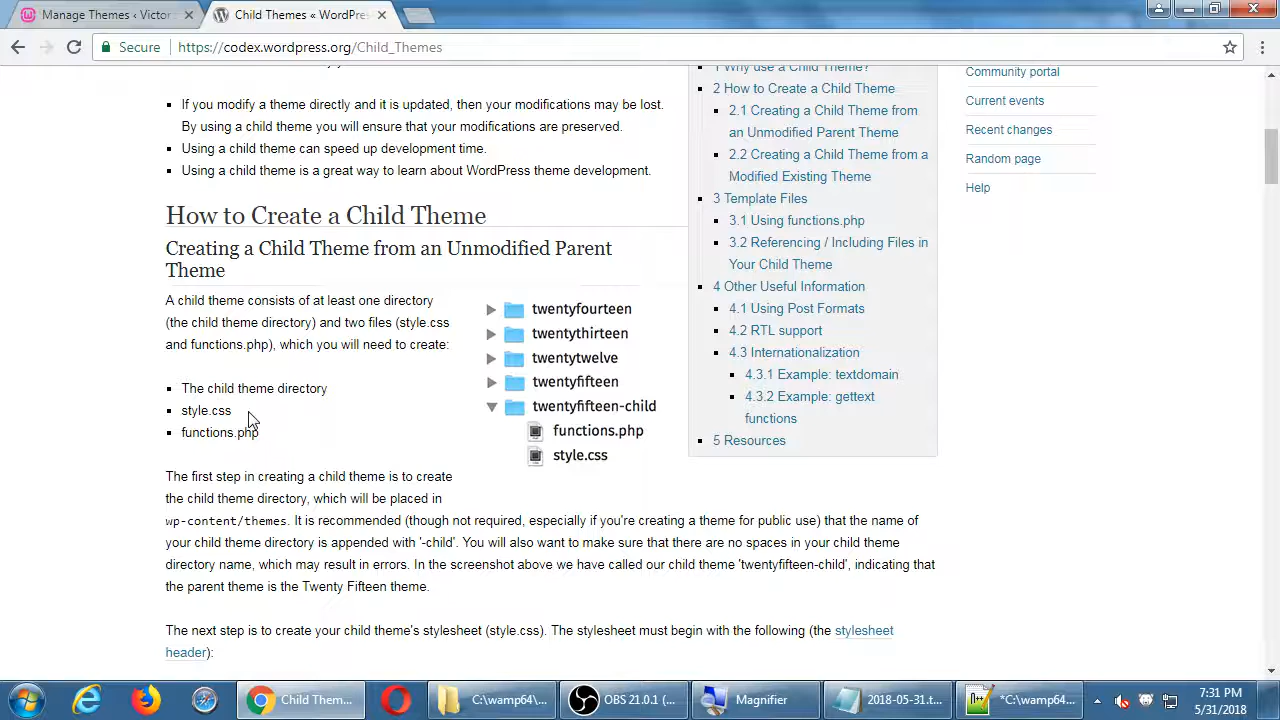 Manage Themes ‹ Victor
Child Themes « WordPres
Secure
https://codex.wordpress.org/Child_Themes
1 Why use a Child Theme?
If you modify a theme directly and it is updated, then your modifications may be lost.
By using a child theme you will ensure that your modifications are preserved.
Using a child theme can speed up development time.
Using a child theme is a great way to learn about WordPress theme development.
How to Create a Child Theme
Creating a Child Theme from an Unmodified Parent
Theme
A child theme consists of at least one directory
(the child theme directory) and two files (style.css
and functions.php), which you will need to create:
The child theme directory
style.css
functions.php
twentyfourteen
twentythirteen
twentytwelve
twentyfifteen
twentyfifteen-child
functions.php
style.css
The first step in creating a child theme is to create
the child theme directory, which will be placed in
wp-content/themes. It is recommended (though not required, especially if you're creating a theme for public use) that the name of
your child theme directory is appended with '-child'. You will also want to make sure that there are no spaces in your child theme
directory name, which may result in errors. In the screenshot above we have called our child theme 'twentyfifteen-child', indicating that
the parent theme is the Twenty Fifteen theme.
The next step is to create your child theme's stylesheet (style.css). The stylesheet must begin with the following (the stylesheet
header):
2 How to Create a Child Theme
2.1 Creating a Child Theme from
an Unmodified Parent Theme
2.2 Creating a Child Theme from a
Modified Existing Theme
3 Template Files
3.1 Using functions.php
3.2 Referencing / Including Files in
Your Child Theme
4 Other Useful Information
4.1 Using Post Formats
4.2 RTL support
4.3 Internationalization
4.3.1 Example: textdomain
4.3.2 Example: gettext
functions
5 Resources
Community portal
Current events
Recent changes
Random page
Help
Child Them...
C:\wamp64\...
OBS 21.0.1 (...
Magnifier
2018-05-31.t...
*C:\wamp64...
7:31 PM
5/31/2018